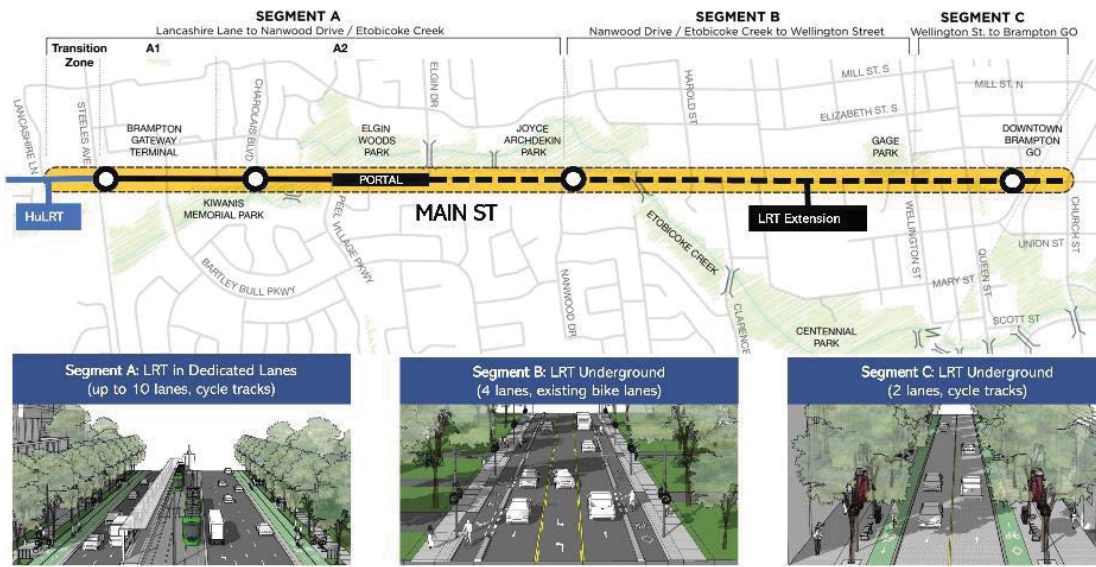 SEGMENT A
Lancashire Lane to Nanwood Drive / Etobicoke Creek
SEGMENT B
Nanwood Drive / Etobicoke Creek to Wellington Street
SEGMENT C
Wellington St. to Brampton GO
Transition
Zone
A1
A2
LANCASHIRE LN
STEELES AVE
BRAMPTON
GATEWAY
TERMINAL
CHAROLAIS BLVD
ELGIN
WOODS
PARK
ELGIN DR
JOYCE
ARCHDEKIN
PARK
HAROLD ST
MILL ST. S
ELIZABETH ST. S
GAGE
PARK
MILL ST. N
DOWNTOWN
BRAMPTON
GO
PORTAL
HuLRT
KIWANIS
MEMORIAL PARK
PEEL VILLAGE PKWY
MAIN ST
LRT Extension
BARTLEY BULL PKWY
NANWOOD DR
ETOBICOKE CREEK
CLARENCE
CENTENNIAL
PARK
WELLINGTON ST
MARY ST
QUEEN ST
UNION ST
SCOTT ST
CHURCH ST
Segment A: LRT in Dedicated Lanes
(up to 10 lanes, cycle tracks)
Segment B: LRT Underground
(4 lanes, existing bike lanes)
Segment C: LRT Underground
(2 lanes, cycle tracks)